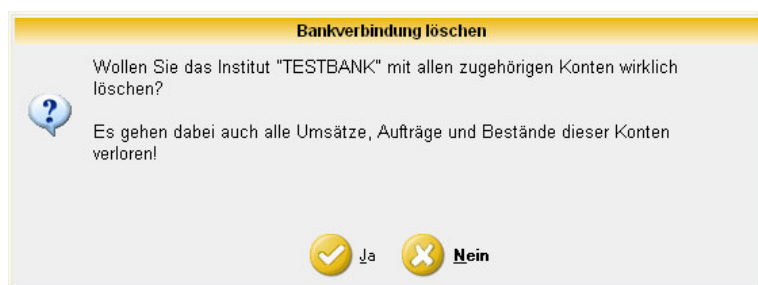 Bankverbindung löschen
Wollen Sie das Institut "TESTBANK" mit allen zugehörigen Konten wirklich
löschen?
Es gehen dabei auch alle Umsätze, Aufträge und Bestände dieser Konten
verloren!
Ja Nein